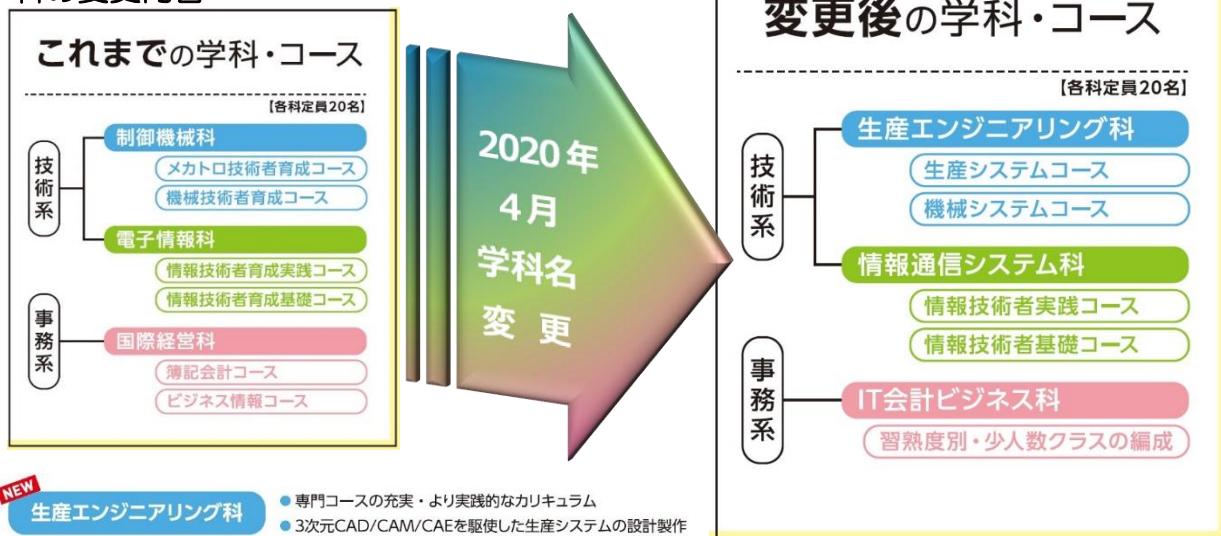 科の変更内容
これまでの学科・コース
【各科定員20名】
技術系
制御機械科
メカトロ技術者育成コース
機械技術者育成コース
電子情報科
情報技術者育成実践コース
情報技術者育成基礎コース
事務系
国際経営科
簿記会計コース
ビジネス情報コース
2020年
4月
学科名
変 更
変更後の学科・コース
【各科定員20名】
技術系
生産エンジニアリング科
生産システムコース
機械システムコース
情報通信システム科
情報技術者実践コース
情報技術者基礎コース
事務系
IT会計ビジネス科
習熟度別・少人数クラスの編成
NEW
生産エンジニアリング科
● 専門コースの充実・より実践的なカリキュラム
● 3次元CAD/CAM/CAEを駆使した生産システムの設計製作